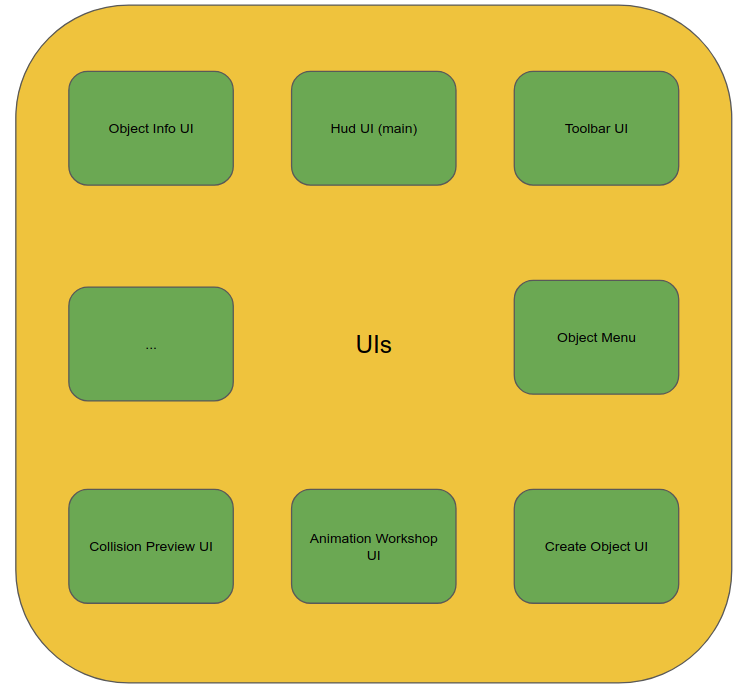 Object Info UI
Hud UI (main)
Toolbar UI
...
UIs
Object Menu
Collision Preview UI
Animation Workshop
UI
Create Object UI